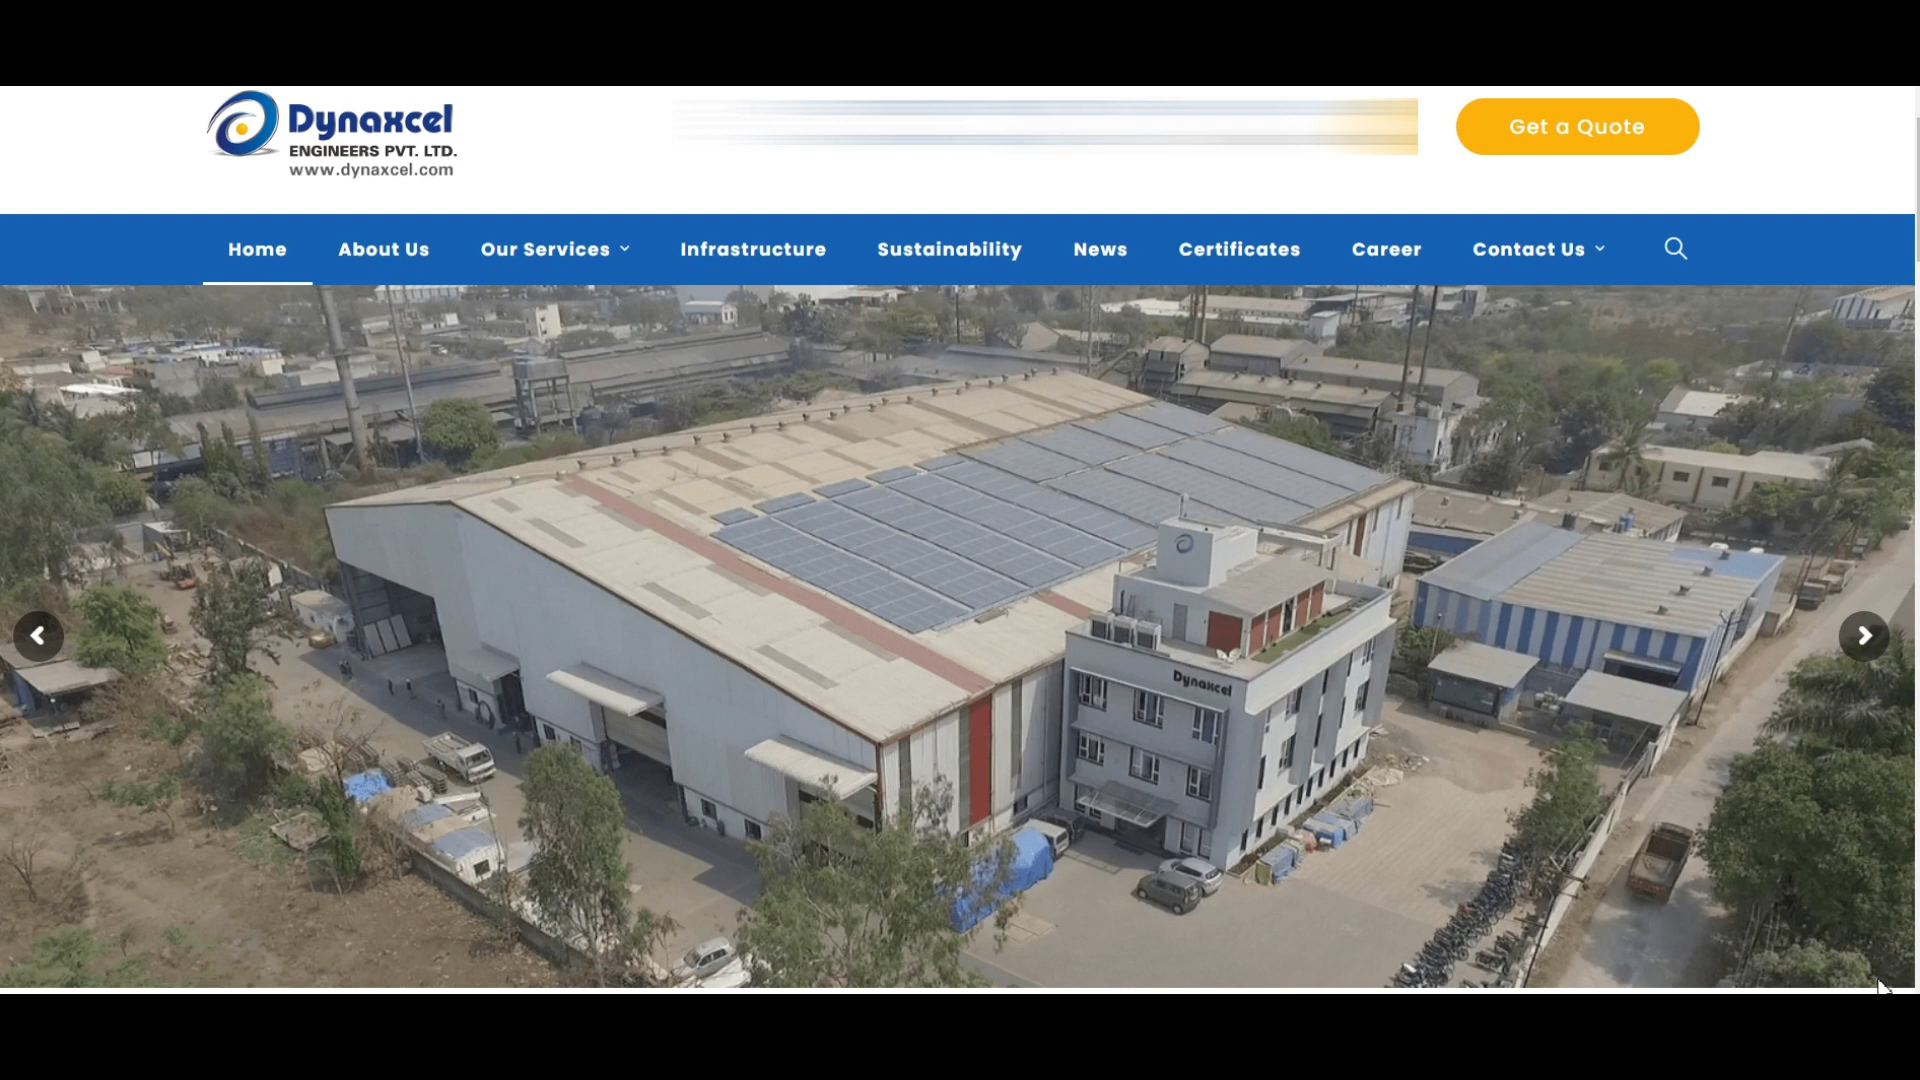 Dynaxcel
ENGINEERS PVT. LTD.
www.dynaxcel.com
Get a Quote
Home About Us Our Services Infrastructure Sustainability News Certificates Career Contact Us
Dynaxcel